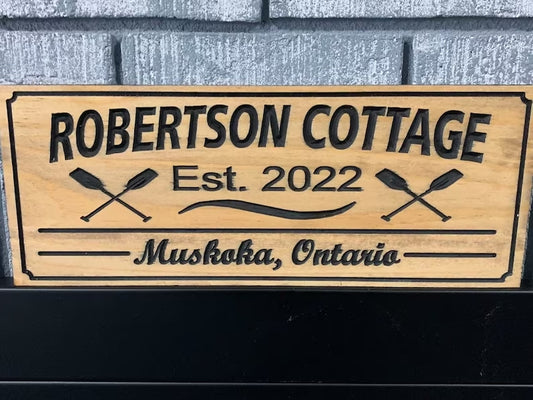 ROBERTSON COTTAGE
Est. 2022
Muskoka, Ontario